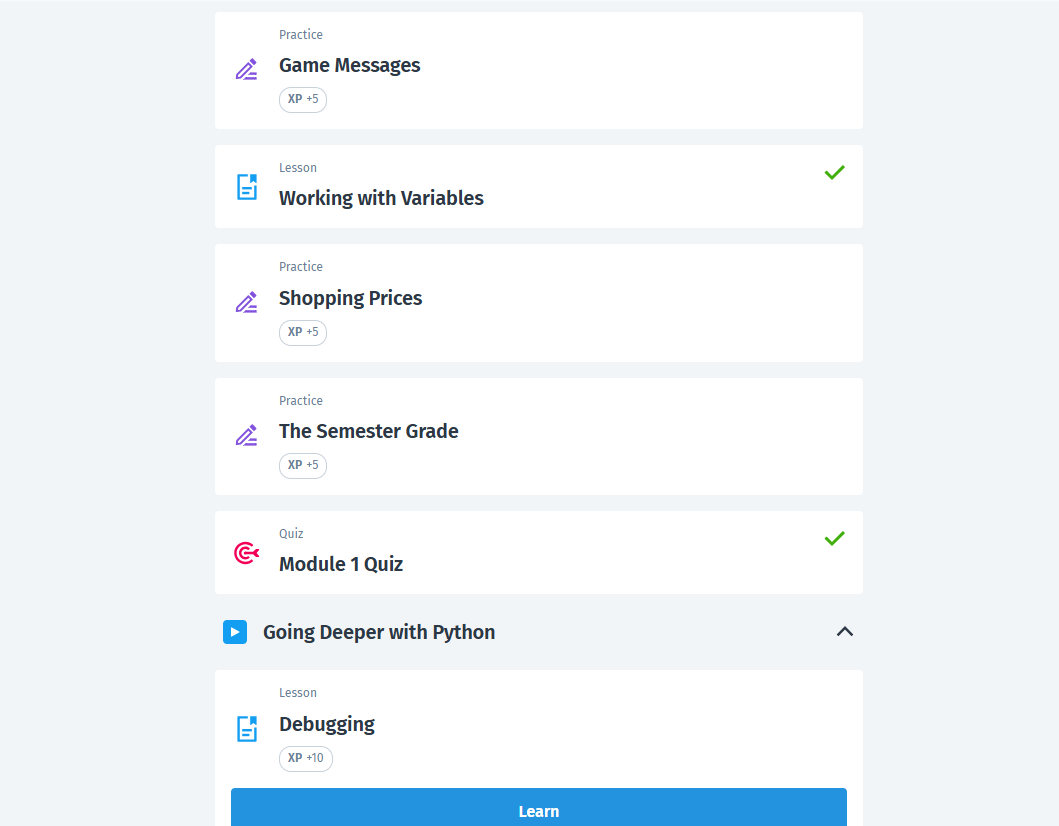 Practice
Game Messages
XP +5
Lesson
Working with Variables
Practice
Shopping Prices
XP +5
Practice
The Semester Grade
XP +5
Quiz
Module 1 Quiz
Going Deeper with Python
Lesson
Debugging
XP +10
Learn